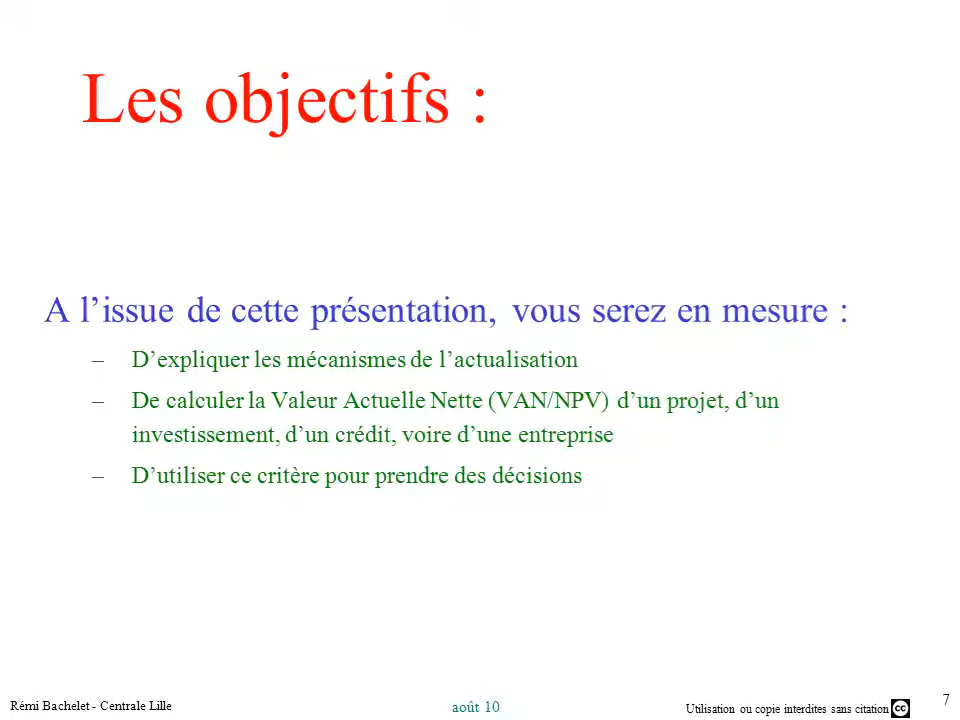 Les objectifs :
A l’issue de cette présentation, vous serez en mesure :
– D’expliquer les mécanismes de l’actualisation
– De calculer la Valeur Actuelle Nette (VAN/NPV) d’un projet, d’un
investissement, d’un crédit, voire d’une entreprise
– D’utiliser ce critère pour prendre des décisions
Rémi Bachelet - Centrale Lille
août 10
Utilisation ou copie interdites sans citation
cc
7